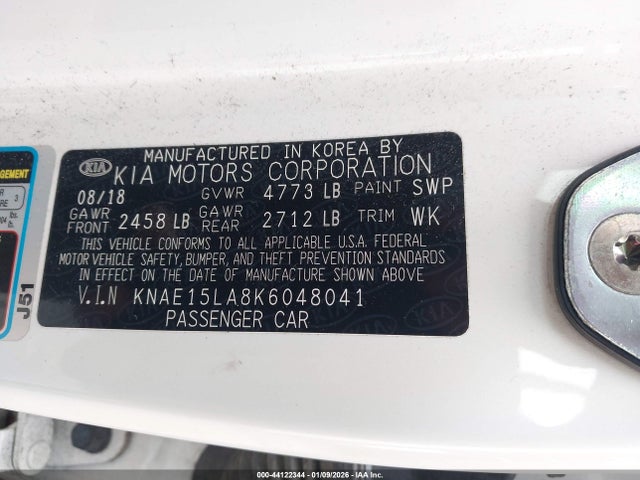 MANUFACTURED IN KOREA BY
KIA KIA MOTORS CORPORATION
08/18 GVWR 4773 LB PAINT SWP
GAWR FRONT 2458 LB GAWR REAR 2712 LB TRIM WK
THIS VEHICLE CONFORMS TO ALL APPLICABLE U.S.A. FEDERAL
MOTOR VEHICLE SAFETY, BUMPER, AND THEFT PREVENTION STANDARDS
IN EFFECT ON THE DATE OF MANUFACTURE SHOWN ABOVE
V.I.N KNAE15LA8K6048041
PASSENGER CAR
J51
3
lbs.
000-44122344 | 01/09/2026 | IAA Inc.